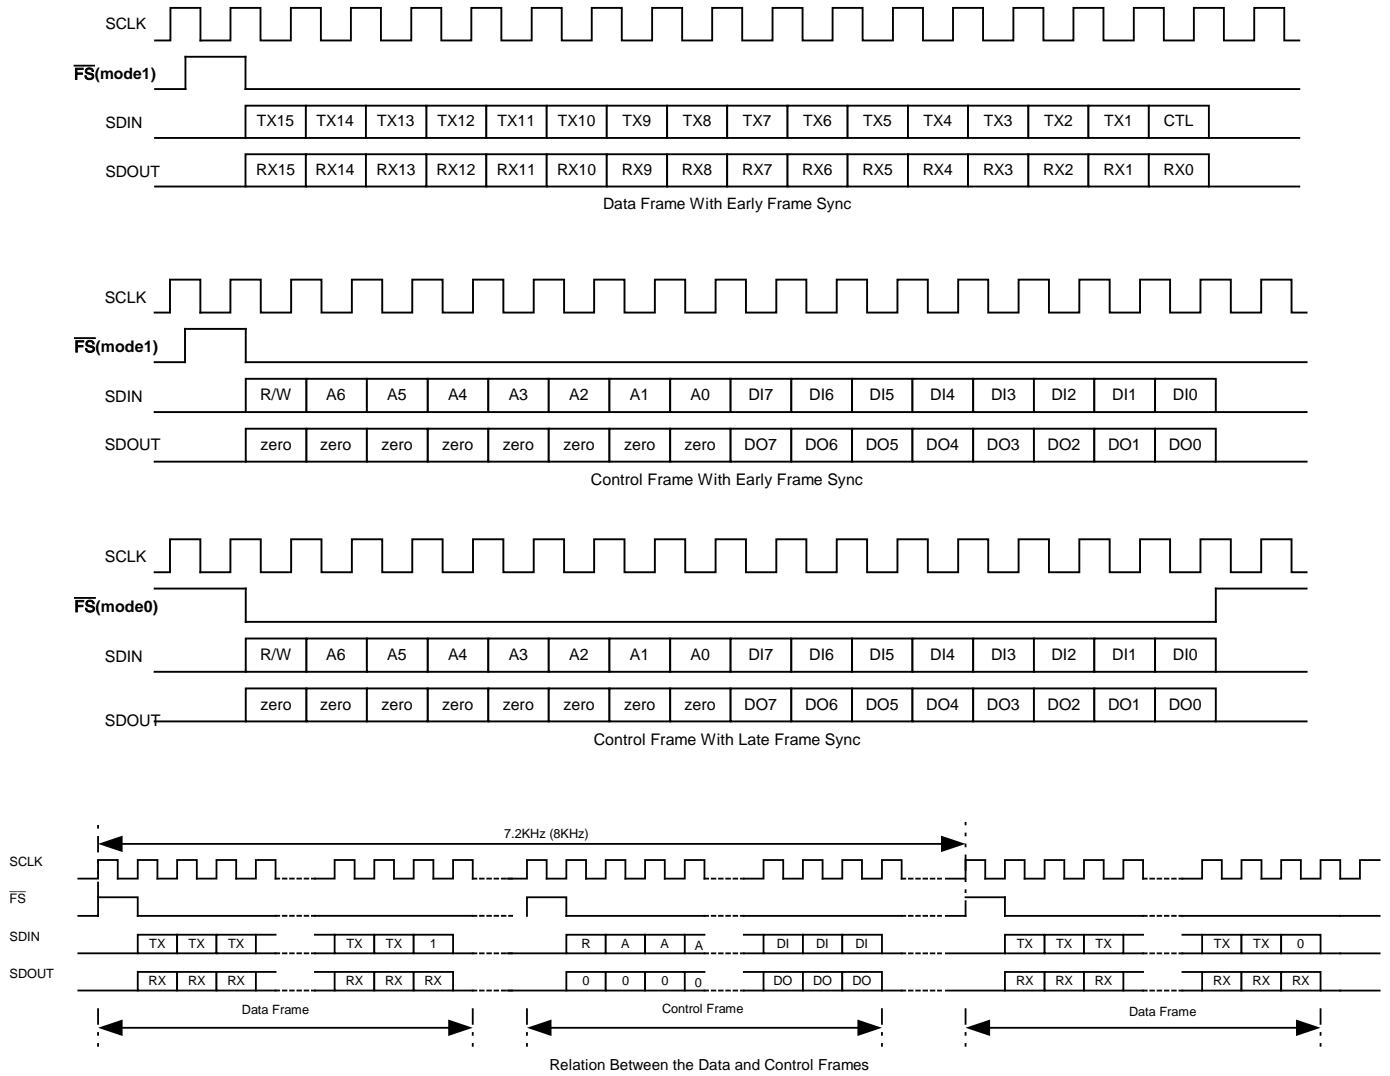 SCLK
FS(mode1)
SDIN TX15 TX14 TX13 TX12 TX11 TX10 TX9 TX8 TX7 TX6 TX5 TX4 TX3 TX2 TX1 CTL
SDOUT RX15 RX14 RX13 RX12 RX11 RX10 RX9 RX8 RX7 RX6 RX5 RX4 RX3 RX2 RX1 RX0
Data Frame With Early Frame Sync
SCLK
FS(mode1)
SDIN R/W A6 A5 A4 A3 A2 A1 A0 DI7 DI6 DI5 DI4 DI3 DI2 DI1 DI0
SDOUT zero zero zero zero zero zero zero zero DO7 DO6 DO5 DO4 DO3 DO2 DO1 DO0
Control Frame With Early Frame Sync
SCLK
FS(mode0)
SDIN R/W A6 A5 A4 A3 A2 A1 A0 DI7 DI6 DI5 DI4 DI3 DI2 DI1 DI0
SDOUT zero zero zero zero zero zero zero zero DO7 DO6 DO5 DO4 DO3 DO2 DO1 DO0
Control Frame With Late Frame Sync
7.2KHz (8KHz)
SCLK
FS
SDIN TX TX TX TX TX 1 R A A A DI DI DI TX TX TX TX TX 0
SDOUT RX RX RX RX RX RX 0 0 0 0 DO DO DO RX RX RX RX RX RX
Data Frame Control Frame Data Frame
Relation Between the Data and Control Frames